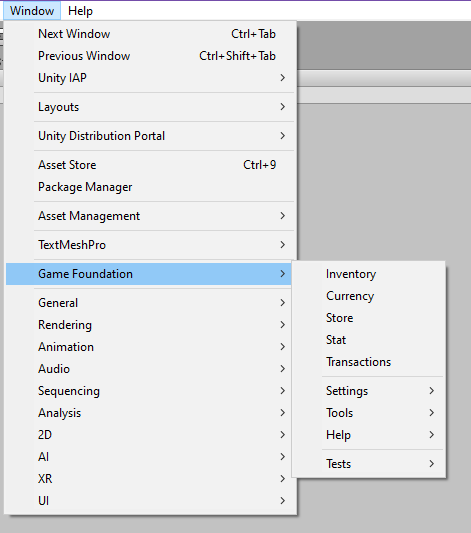 Window Help
Next Window Ctrl+Tab
Previous Window Ctrl+Shift+Tab
Unity IAP
Layouts
Unity Distribution Portal
Asset Store Ctrl+9
Package Manager
Asset Management
TextMeshPro
Game Foundation
General
Rendering
Animation
Audio
Sequencing
Analysis
2D
AI
XR
UI
Inventory
Currency
Store
Stat
Transactions
Settings
Tools
Help
Tests